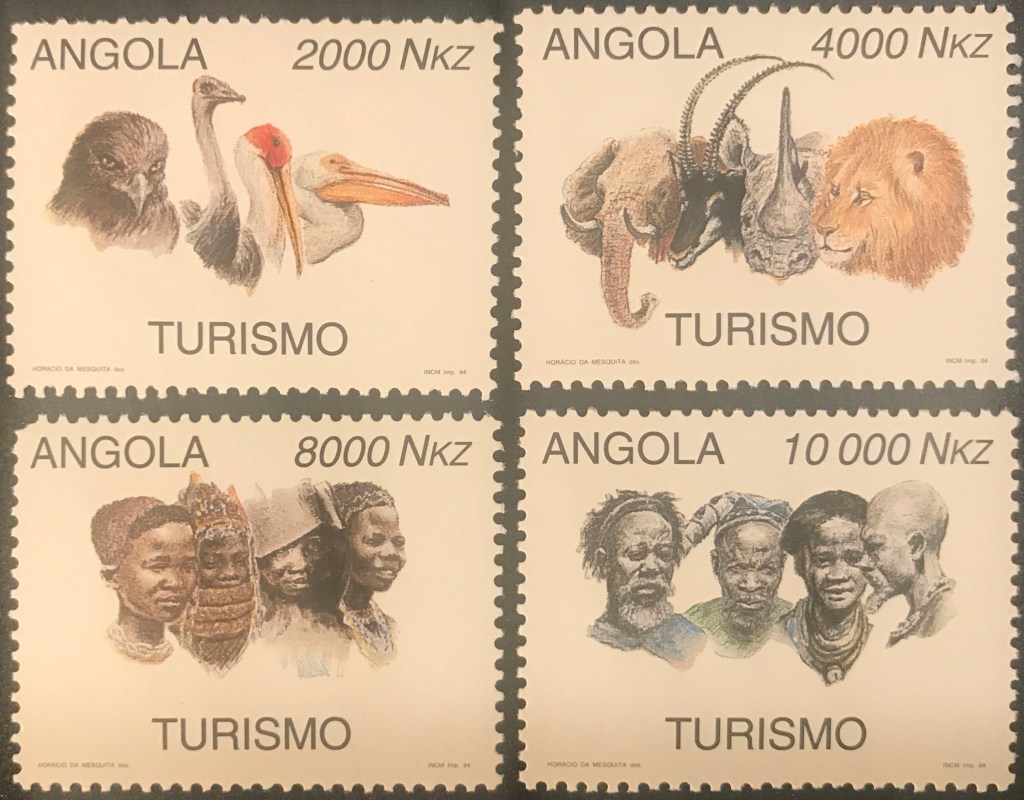 ANGOLA 2000 NKZ
TURISMO
HORÁCIO DA MESQUITA des. INCM Imp. 94
ANGOLA 4000 NKZ
TURISMO
HORÁCIO DA MESQUITA des. INCM Imp. 94
ANGOLA 8000 NKZ
TURISMO
HORÁCIO DA MESQUITA des. INCM Imp. 94
ANGOLA 10 000 NKZ
TURISMO
HORÁCIO DA MESQUITA des. INCM Imp. 94